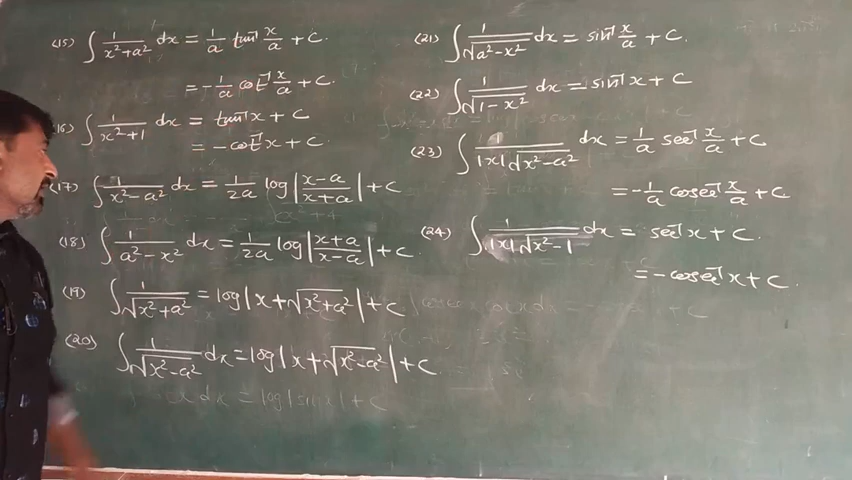 (15) ∫ 1/(x²+a²) dx = 1/a tan⁻¹ x/a + C.
= -1/a cot⁻¹ x/a + C.
16) ∫ 1/(x²+1) dx = tan⁻¹x + C
= -cot⁻¹x + C.
(17) ∫ 1/(x²-a²) dx = 1/2a log|(x-a)/(x+a)| + C
(18) ∫ 1/(a²-x²) dx = 1/2a log|(x+a)/(x-a)| + C
(19) ∫ 1/√(x²+a²) = log|x+√(x²+a²)| + C
(20) ∫ 1/√(x²-a²) dx = log|x+√(x²-a²)| + C
dx = log|sinx| + C
(21) ∫ 1/√(a²-x²) dx = sin⁻¹ x/a + C.
(22) ∫ 1/√(1-x²) dx = sin⁻¹x + C
(23) ∫ 1/(|x|√(x²-a²)) dx = 1/a sec⁻¹ x/a + C
= -1/a cosec⁻¹ x/a + C
(24) ∫ 1/(|x|√(x²-1)) dx = sec⁻¹x + C.
= -cosec⁻¹x + C.